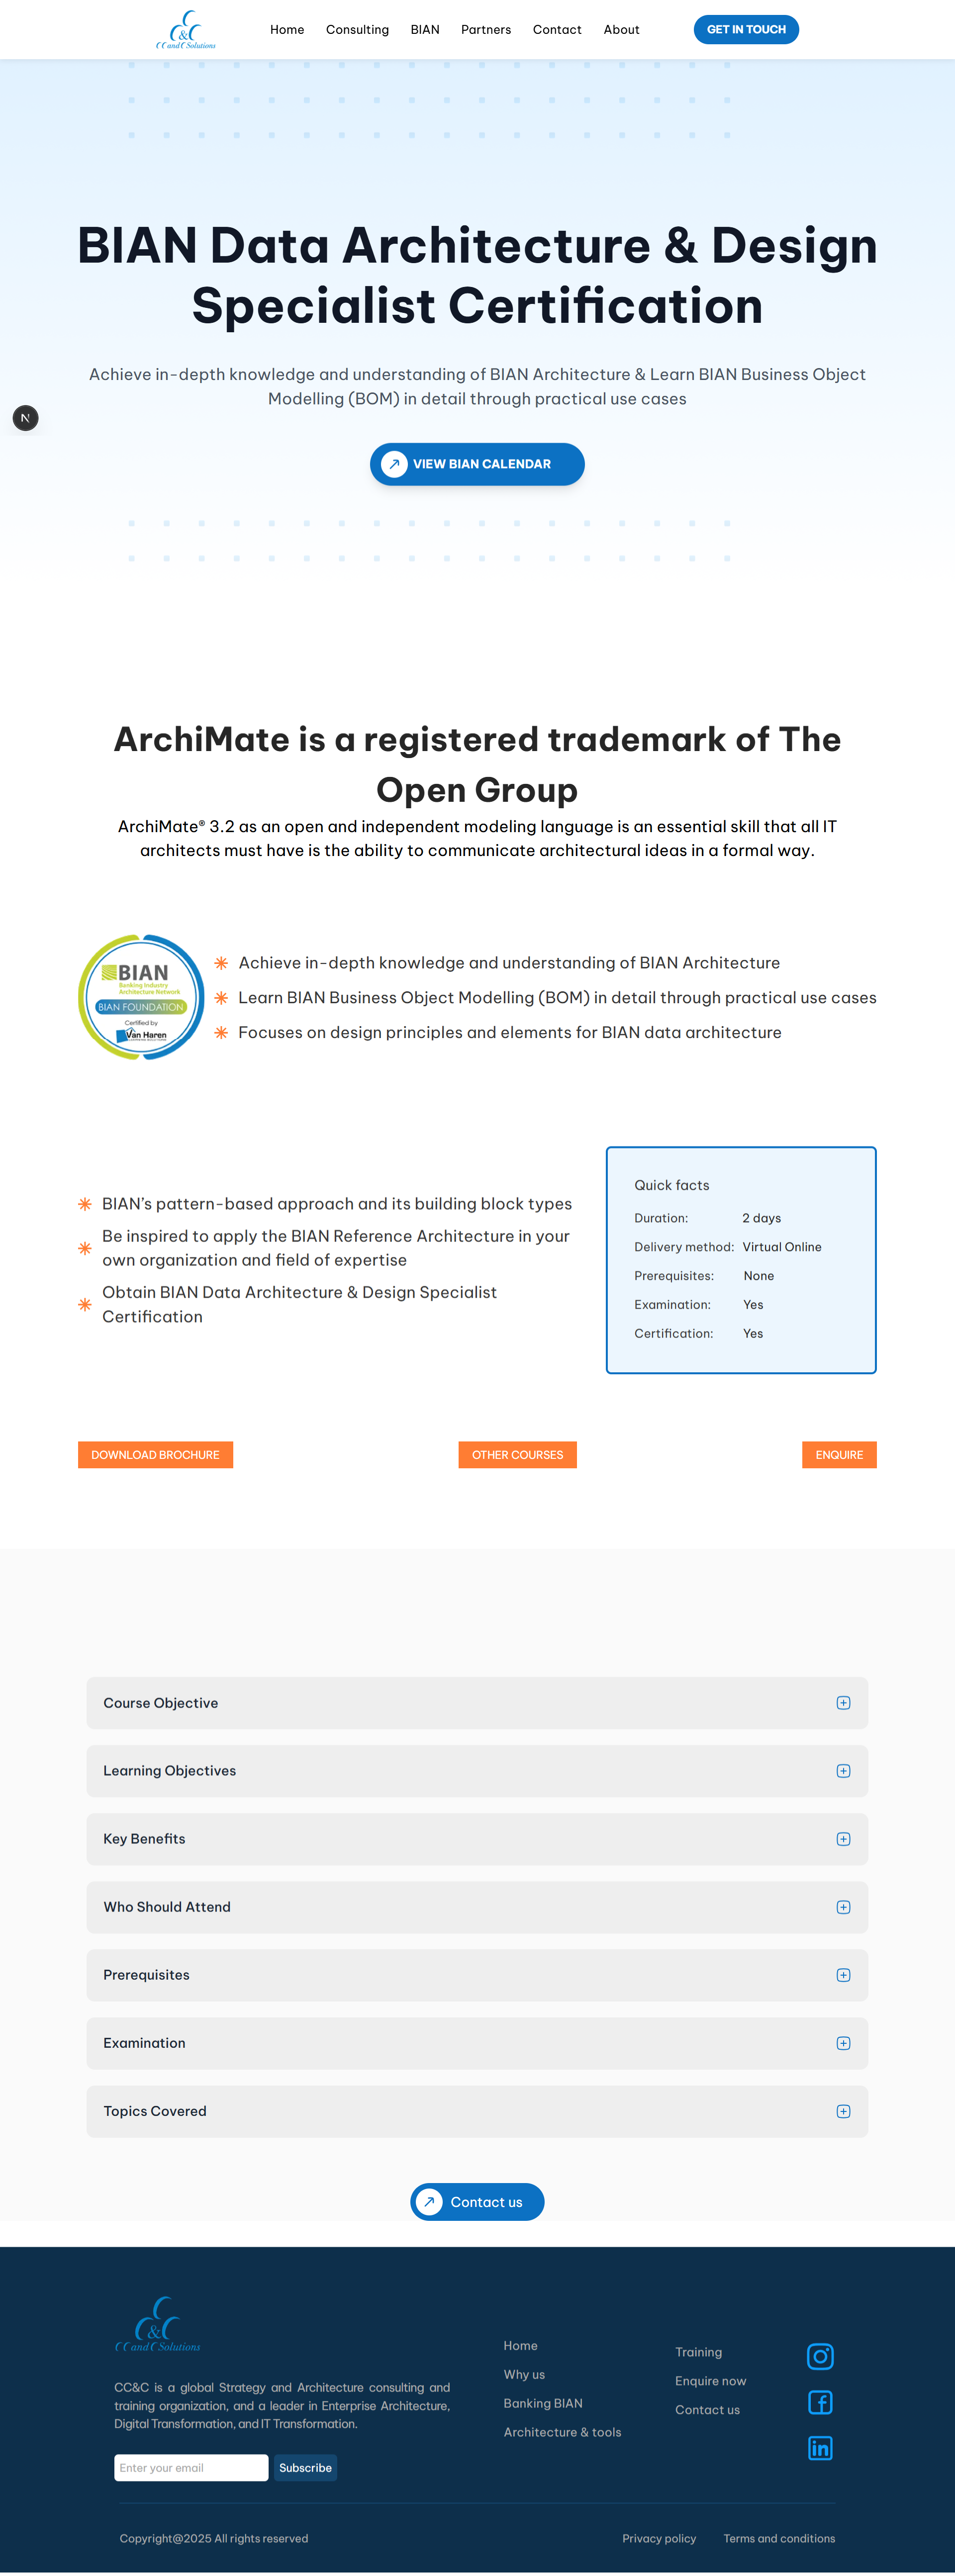 C
C&C
CC and C Solutions
Home
Consulting
BIAN
Partners
Contact
About
GET IN TOUCH
BIAN Data Architecture & Design
Specialist Certification
Achieve in-depth knowledge and understanding of BIAN Architecture & Learn BIAN Business Object
Modelling (BOM) in detail through practical use cases
N
VIEW BIAN CALENDAR
ArchiMate is a registered trademark of The
Open Group
ArchiMate® 3.2 as an open and independent modeling language is an essential skill that all IT
architects must have is the ability to communicate architectural ideas in a formal way.
BIAN
Banking Industry
Architecture Network
BIAN FOUNDATION
Certified by
Van Haren
Achieve in-depth knowledge and understanding of BIAN Architecture
Learn BIAN Business Object Modelling (BOM) in detail through practical use cases
Focuses on design principles and elements for BIAN data architecture
BIAN’s pattern-based approach and its building block types
Be inspired to apply the BIAN Reference Architecture in your
own organization and field of expertise
Obtain BIAN Data Architecture & Design Specialist
Certification
Quick facts
Duration: 2 days
Delivery method: Virtual Online
Prerequisites: None
Examination: Yes
Certification: Yes
DOWNLOAD BROCHURE
OTHER COURSES
ENQUIRE
Course Objective
Learning Objectives
Key Benefits
Who Should Attend
Prerequisites
Examination
Topics Covered
Contact us
C
C&C
CC and C Solutions
CC&C is a global Strategy and Architecture consulting and
training organization, and a leader in Enterprise Architecture,
Digital Transformation, and IT Transformation.
Enter your email
Subscribe
Home
Why us
Banking BIAN
Architecture & tools
Training
Enquire now
Contact us
in
Copyright@2025 All rights reserved
Privacy policy
Terms and conditions